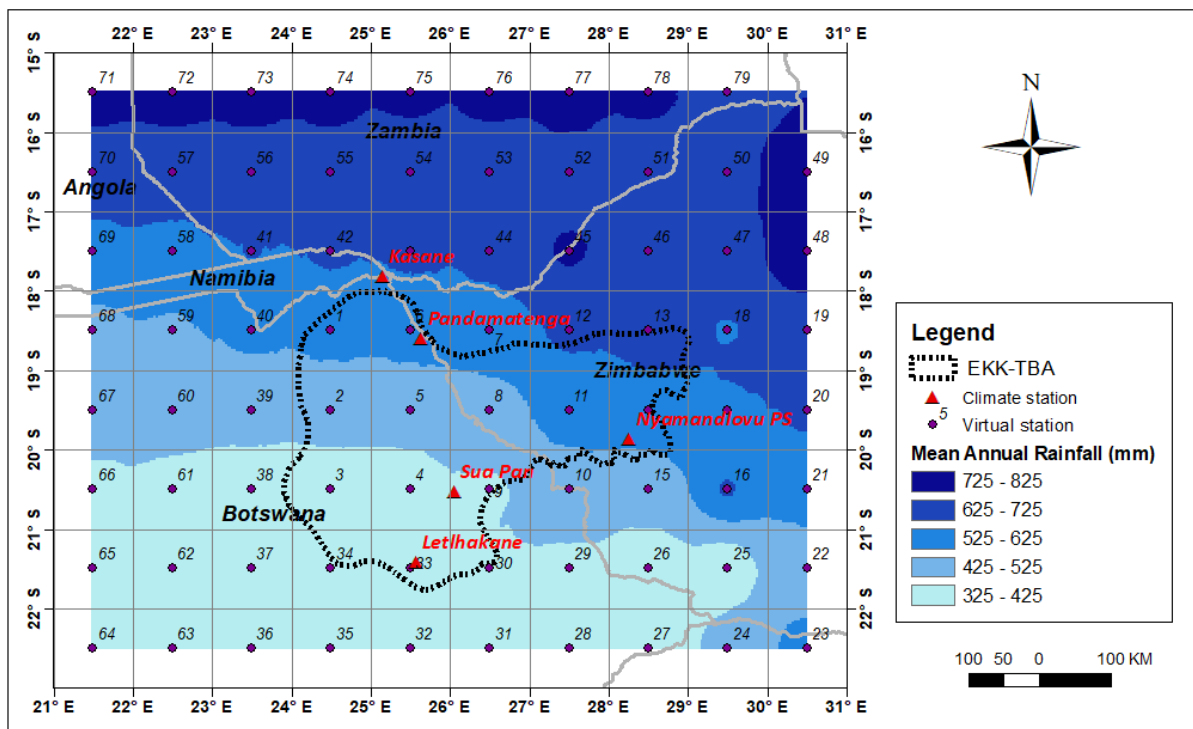 22° E 23° E 24° E 25° E 26° E 27° E 28° E 29° E 30° E 31° E
15° S 15° S
71 72 73 74 75 76 77 78 79
N
Zambia
16° S 16° S
70 57 56 55 54 53 52 51 50 49
Angola
17° S 17° S
69 58 41 42 44 45 46 47 48
Kasane
Namibia
18° S 18° S
68 59 40 1 6 7 12 13 18 19
Pandamatenga
19° S 19° S
Zimbabwe
67 60 39 2 5 8 11 20
Nyamandlovu PS
20° S 20° S
66 61 38 3 4 9 10 15 16 21
Sua Pan
Botswana
21° S 21° S
65 62 37 34 33 30 29 26 25 22
Letlhakane
22° S 22° S
64 63 36 35 32 31 28 27 24 23
21° E 22° E 23° E 24° E 25° E 26° E 27° E 28° E 29° E 30° E 31° E
Legend
EKK-TBA
Climate station
5 Virtual station
Mean Annual Rainfall (mm)
725 - 825
625 - 725
525 - 625
425 - 525
325 - 425
100 50 0 100 KM